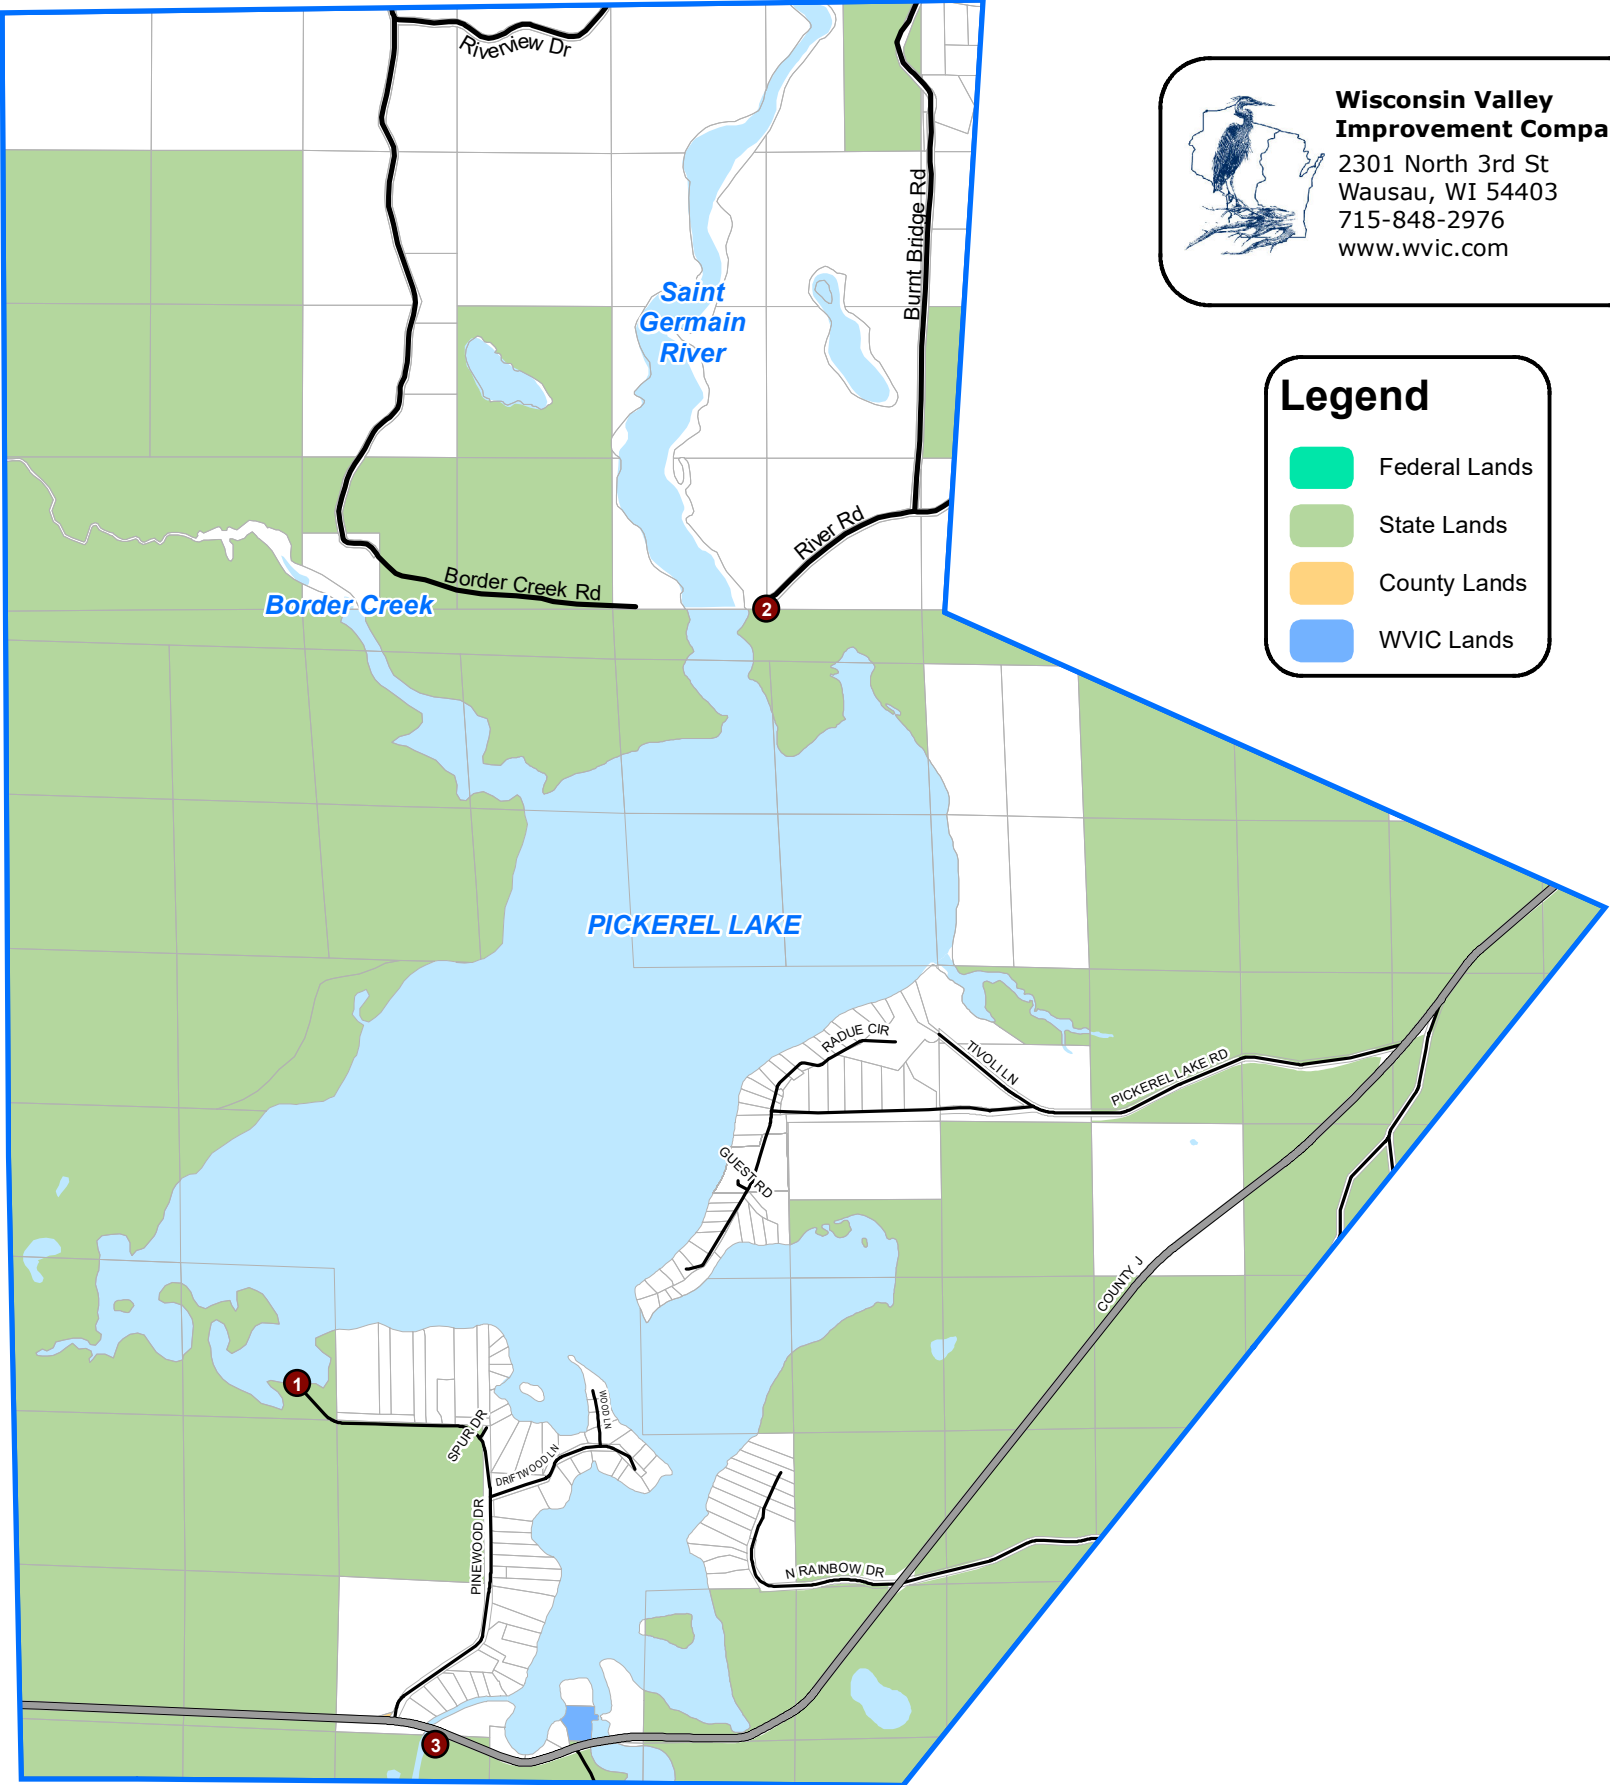 Riverview Dr
Wisconsin Valley
Improvement Compa
2301 North 3rd St
Wausau, WI 54403
715-848-2976
www.wvic.com
Burnt Bridge Rd
Saint
Germain
River
Legend
Federal Lands
State Lands
County Lands
WVIC Lands
River Rd
Border Creek Rd
Border Creek
2
PICKEREL LAKE
RADUE CIR
TIVOLI LN
PICKEREL LAKE RD
GUEST RD
COUNTY J
1
WOOD LN
SPUR DR
DRIFTWOOD LN
PINEWOOD DR
N RAINBOW DR
3